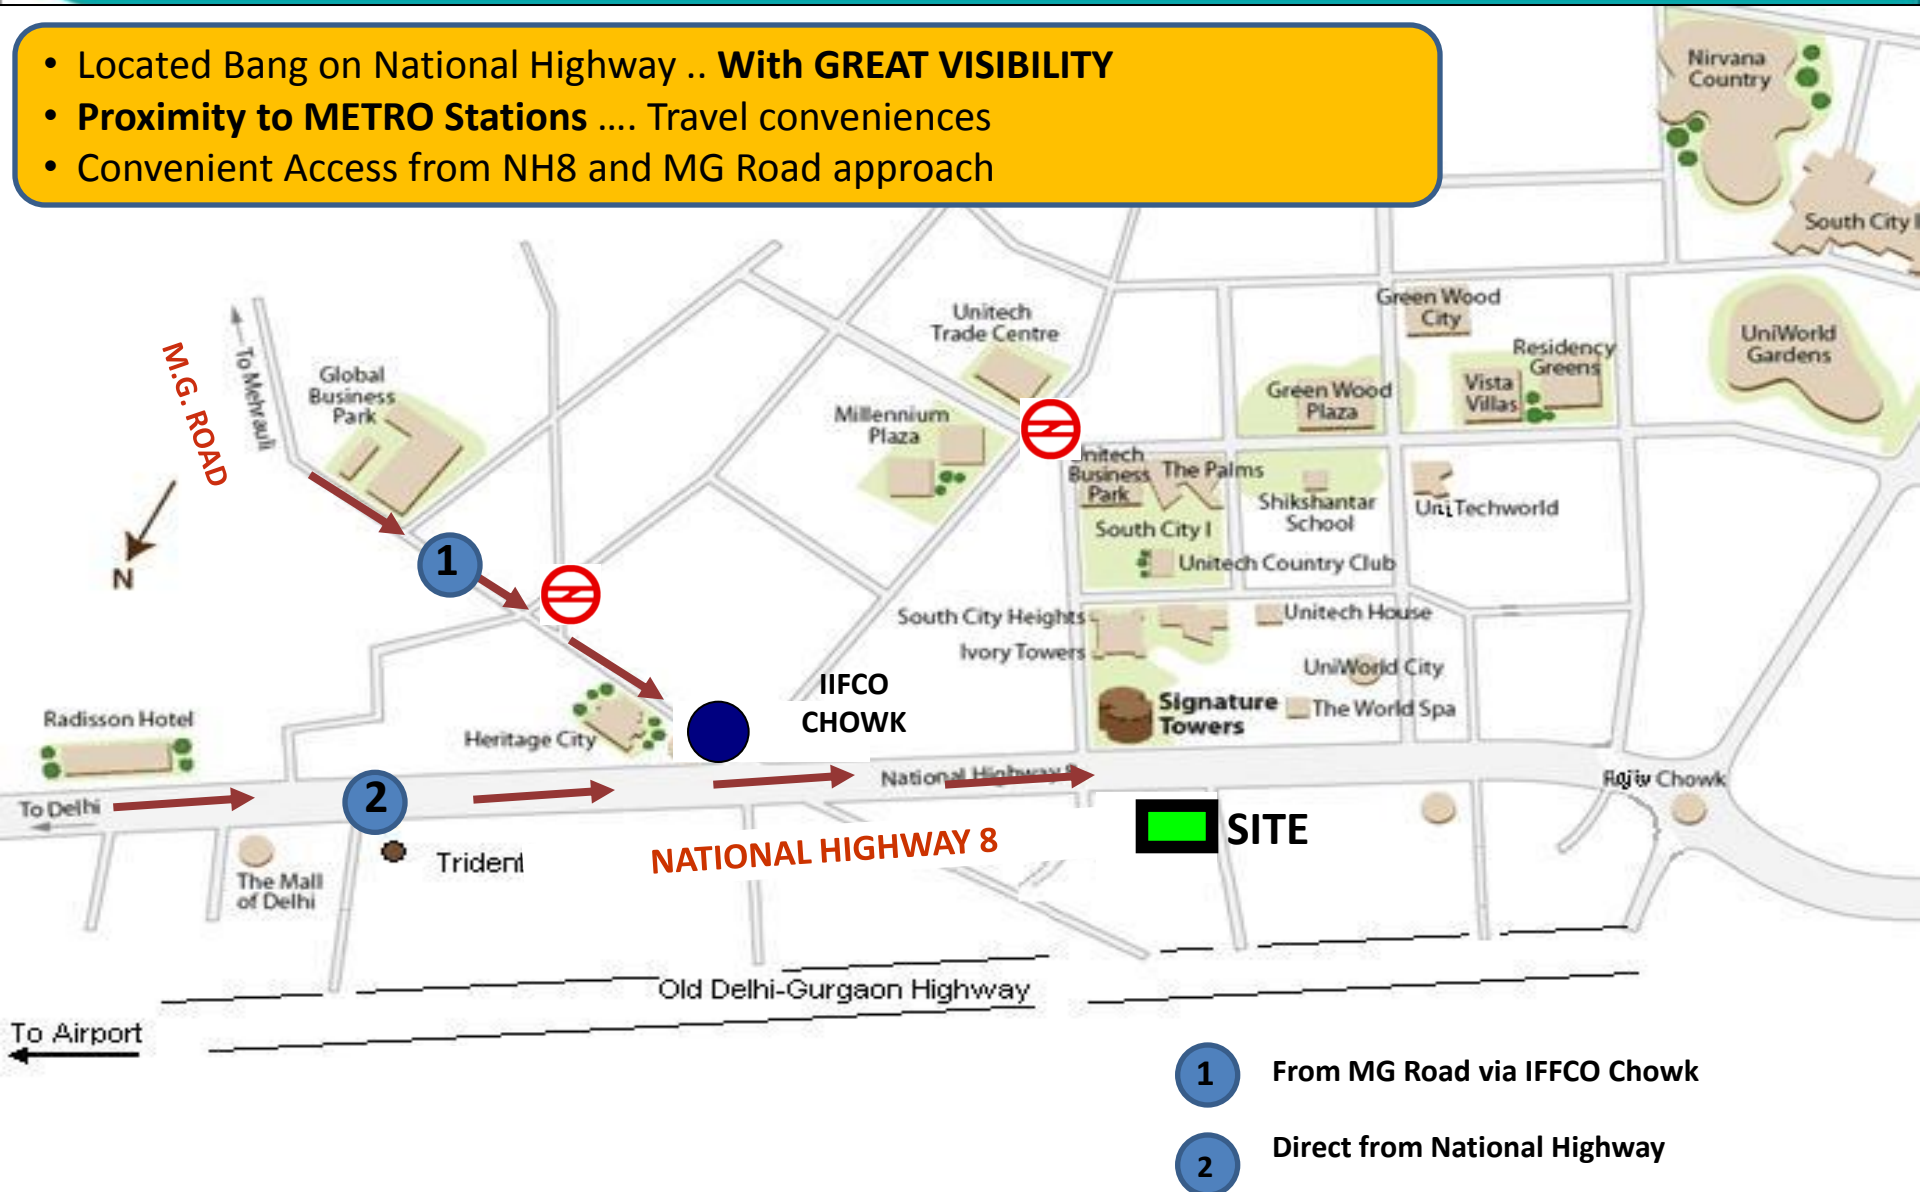 • Located Bang on National Highway .. With GREAT VISIBILITY
• Proximity to METRO Stations .... Travel conveniences
• Convenient Access from NH8 and MG Road approach
Nirvana
Country
South City
Green Wood
City
UniWorld
Gardens
Residency
Greens
Vista
Villas
Green Wood
Plaza
Unitech
Trade Centre
Millennium
Plaza
M.G. ROAD
To Mehrauli
Global
Business
Park
N
1
nitech
Business
Park
The Palms
Shikshantar
School
UniTechworld
South City I
Unitech Country Club
South City Heights
Unitech House
Ivory Towers
UniWorld City
Signature
Towers
The World Spa
IIFCO
CHOWK
Radisson Hotel
Heritage City
National Highway 8
Rajiv Chowk
To Delhi
2
SITE
NATIONAL HIGHWAY 8
Trident
The Mall
of Delhi
Old Delhi-Gurgaon Highway
To Airport
1 From MG Road via IFFCO Chowk
2 Direct from National Highway